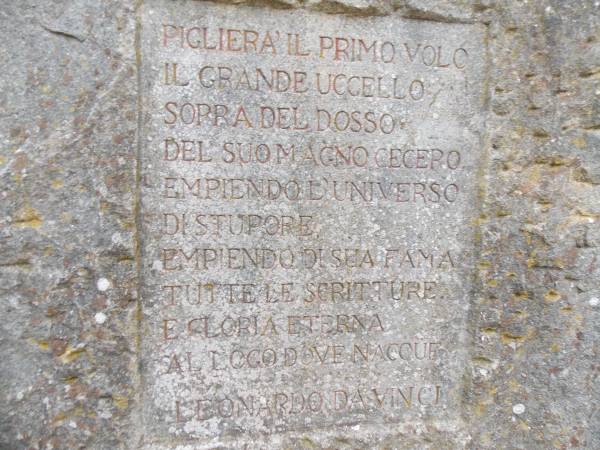 PIGLIERA' IL PRIMO VOLO
IL GRANDE UCCELLO,
SOPRA DEL DOSSO
DEL SUO MAGNO CECERO
EMPIENDO L'UNIVERSO
DI STUPORE,
EMPIENDO DI SUA FAMA
TUTTE LE SCRITTURE.
E GLORIA ETERNA
AL LOCO DOVE NACQUE
LEONARDO DA VINCI